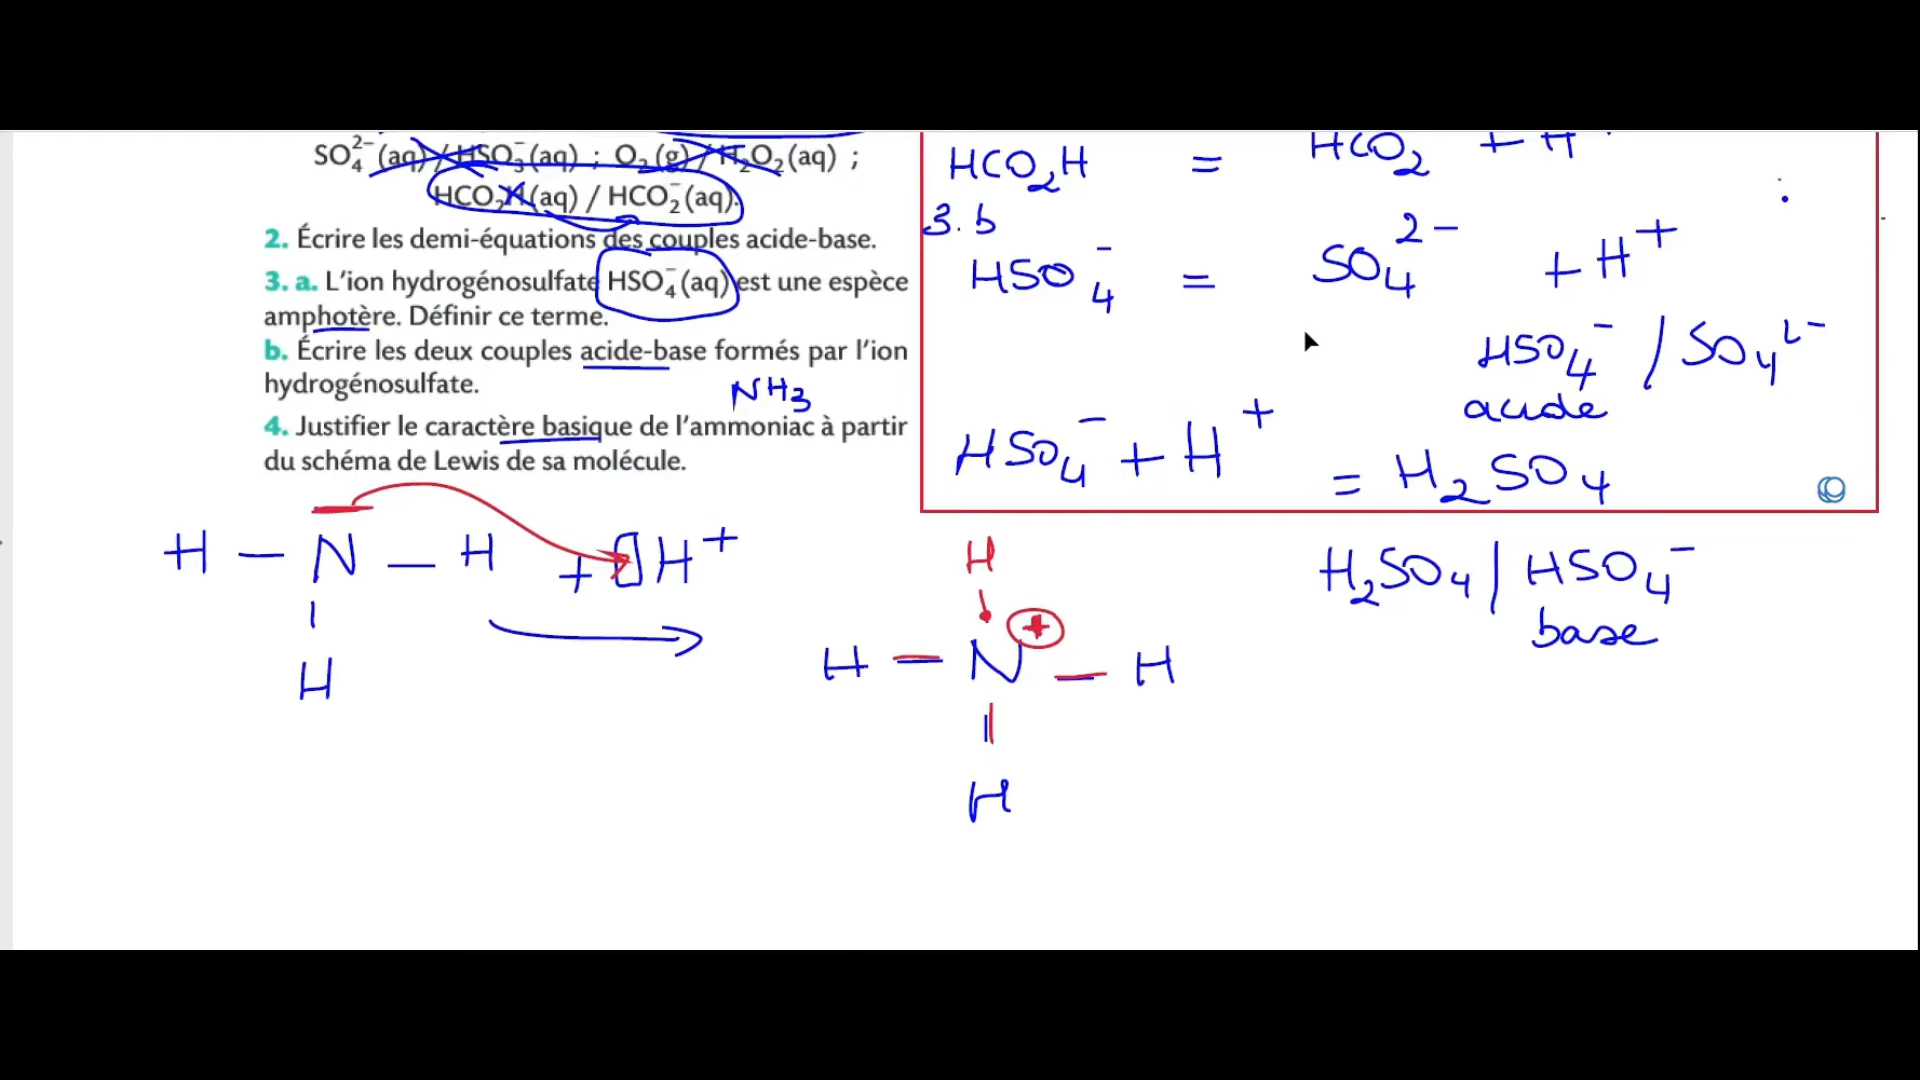 SO₄²⁻(aq) / HSO₃⁻(aq) ; O₂(g) / H₂O₂(aq) ;
HCO₂H(aq) / HCO₂⁻(aq).
2. Écrire les demi-équations des couples acide-base.
3. a. L'ion hydrogénosulfate HSO₄⁻(aq) est une espèce
amphotère. Définir ce terme.
b. Écrire les deux couples acide-base formés par l'ion
hydrogénosulfate.
NH₃
4. Justifier le caractère basique de l'ammoniac à partir
du schéma de Lewis de sa molécule.
HCO₂H = HCO₂ + H
3.b
HSO₄⁻ = SO₄²⁻ + H⁺
HSO₄⁻ / SO₄²⁻
acide
HSO₄⁻ + H⁺ = H₂SO₄
H₂SO₄ | HSO₄⁻
base
H — N — H + H⁺
H
H
H — N — H
+
H